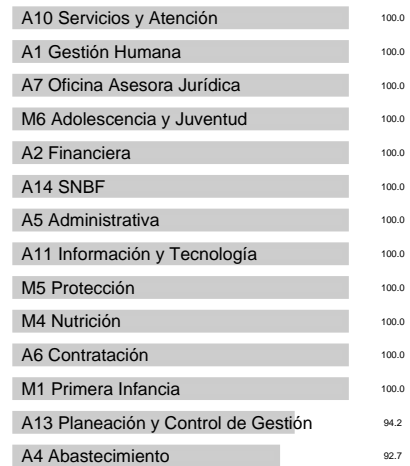 A10 Servicios y Atención 100.0
A1 Gestión Humana 100.0
A7 Oficina Asesora Jurídica 100.0
M6 Adolescencia y Juventud 100.0
A2 Financiera 100.0
A14 SNBF 100.0
A5 Administrativa 100.0
A11 Información y Tecnología 100.0
M5 Protección 100.0
M4 Nutrición 100.0
A6 Contratación 100.0
M1 Primera Infancia 100.0
A13 Planeación y Control de Gestión 94.2
A4 Abastecimiento 92.7